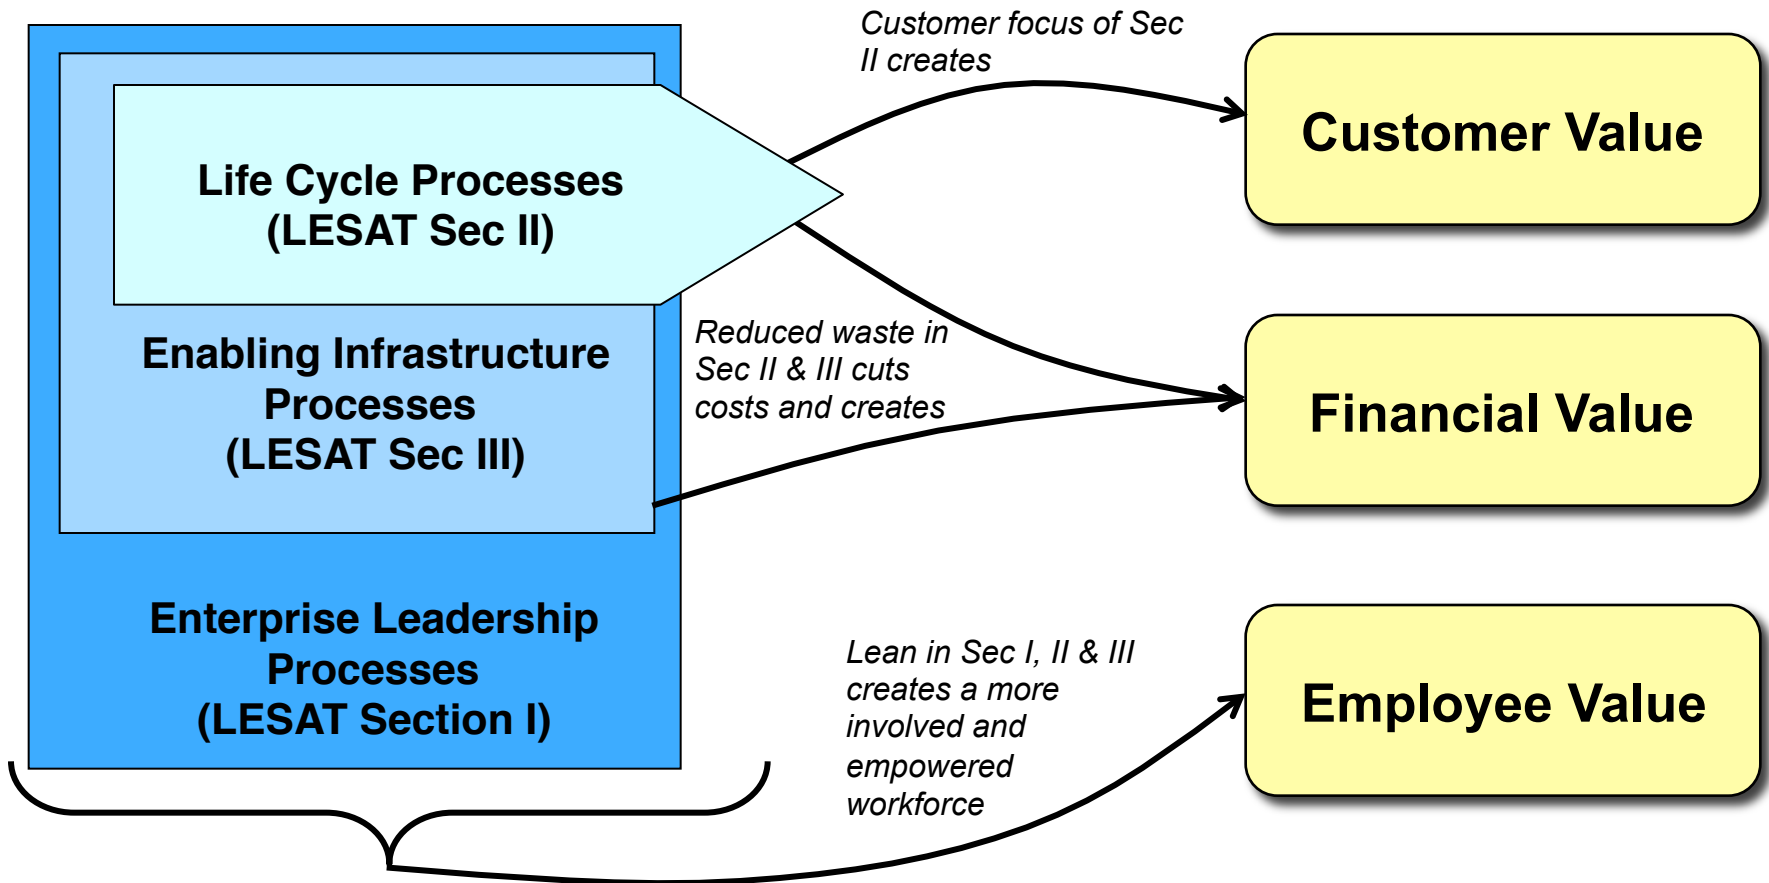 Customer focus of Sec
II creates
Customer Value
Life Cycle Processes
(LESAT Sec II)
Reduced waste in
Sec II & III cuts
costs and creates
Enabling Infrastructure
Processes
(LESAT Sec III)
Financial Value
Enterprise Leadership
Processes
(LESAT Section I)
Lean in Sec I, II & III
creates a more
involved and
empowered
workforce
Employee Value